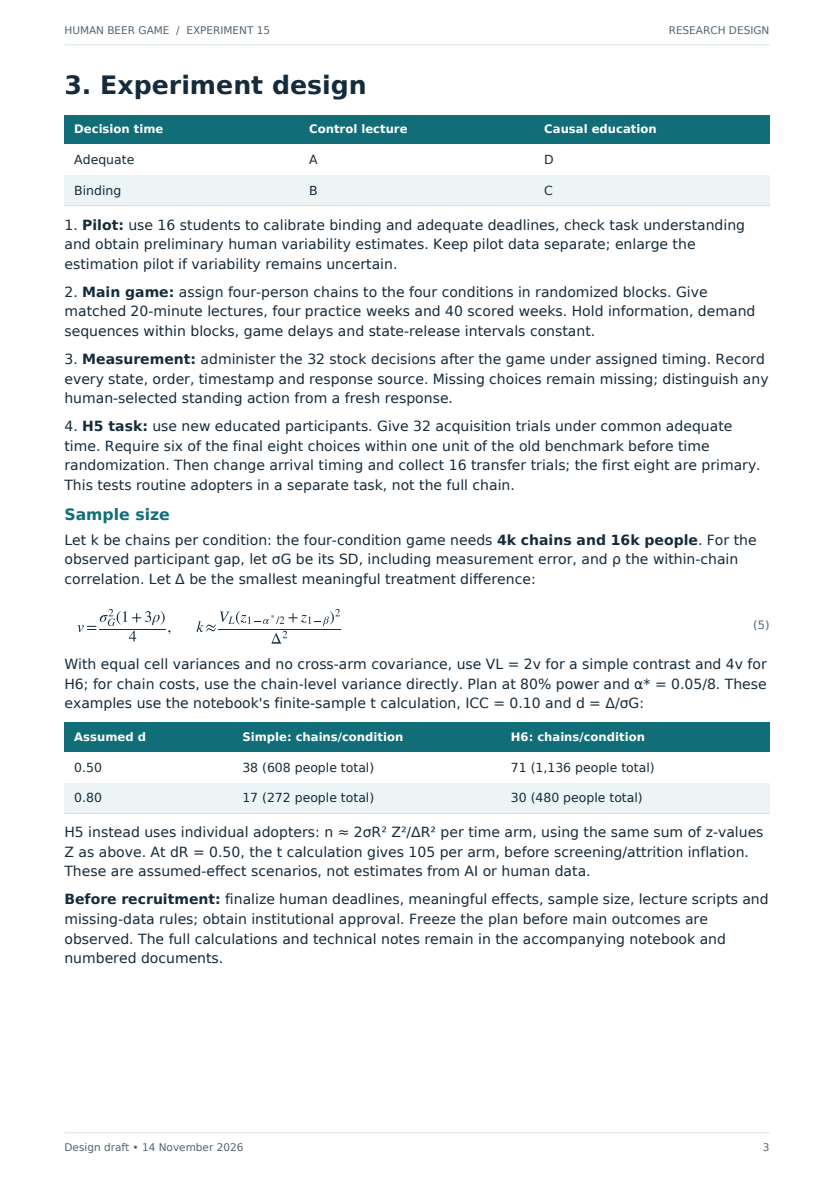 HUMAN BEER GAME / EXPERIMENT 15 RESEARCH DESIGN
3. Experiment design
Decision time Control lecture Causal education
Adequate A D
Binding B C
1. Pilot: use 16 students to calibrate binding and adequate deadlines, check task understanding
and obtain preliminary human variability estimates. Keep pilot data separate; enlarge the
estimation pilot if variability remains uncertain.
2. Main game: assign four-person chains to the four conditions in randomized blocks. Give
matched 20-minute lectures, four practice weeks and 40 scored weeks. Hold information, demand
sequences within blocks, game delays and state-release intervals constant.
3. Measurement: administer the 32 stock decisions after the game under assigned timing. Record
every state, order, timestamp and response source. Missing choices remain missing; distinguish any
human-selected standing action from a fresh response.
4. H5 task: use new educated participants. Give 32 acquisition trials under common adequate
time. Require six of the final eight choices within one unit of the old benchmark before time
randomization. Then change arrival timing and collect 16 transfer trials; the first eight are primary.
This tests routine adopters in a separate task, not the full chain.
Sample size
Let k be chains per condition: the four-condition game needs 4k chains and 16k people. For the
observed participant gap, let σG be its SD, including measurement error, and ρ the within-chain
correlation. Let Δ be the smallest meaningful treatment difference:
v = σ²_G(1 + 3ρ)/4, k ≈ V_L(z_{1−α*/2} + z_{1−β})²/Δ² (5)
With equal cell variances and no cross-arm covariance, use VL = 2v for a simple contrast and 4v for
H6; for chain costs, use the chain-level variance directly. Plan at 80% power and α* = 0.05/8. These
examples use the notebook's finite-sample t calculation, ICC = 0.10 and d = Δ/σG:
Assumed d Simple: chains/condition H6: chains/condition
0.50 38 (608 people total) 71 (1,136 people total)
0.80 17 (272 people total) 30 (480 people total)
H5 instead uses individual adopters: n ≈ 2σR² Z²/ΔR² per time arm, using the same sum of z-values
Z as above. At dR = 0.50, the t calculation gives 105 per arm, before screening/attrition inflation.
These are assumed-effect scenarios, not estimates from AI or human data.
Before recruitment: finalize human deadlines, meaningful effects, sample size, lecture scripts and
missing-data rules; obtain institutional approval. Freeze the plan before main outcomes are
observed. The full calculations and technical notes remain in the accompanying notebook and
numbered documents.
Design draft • 14 November 2026 3